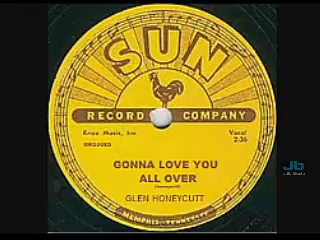 SUN
RECORD COMPANY
Knox Music, Inc
Vocal
2:36
GONNA LOVE YOU
ALL OVER
GLEN HONEYCUTT
MEMPHIS, TENNESSEE